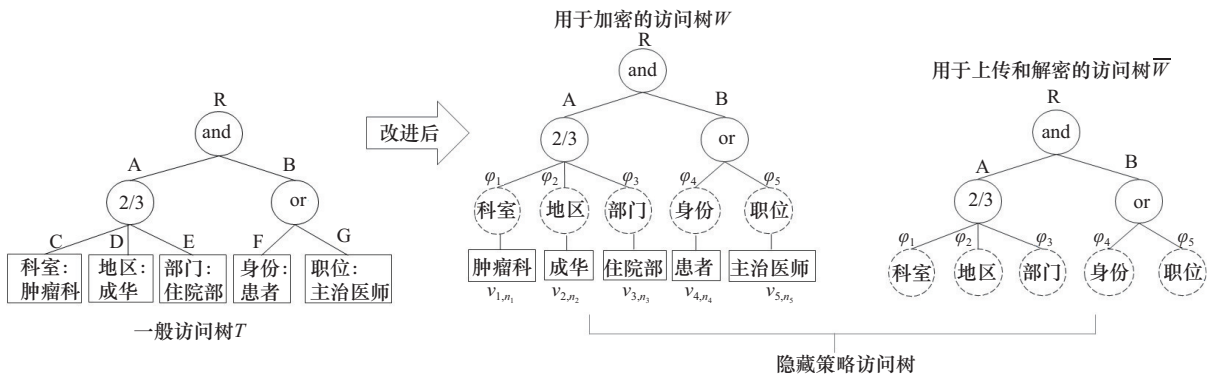 R
and
A
B
2/3
or
C
D
E
F
G
科室：
肿瘤科
地区：
成华
部门：
住院部
身份：
患者
职位：
主治医师
一般访问树T
改进后
用于加密的访问树W
R
and
A
B
2/3
or
φ₁
φ₂
φ₃
φ₄
φ₅
科室
地区
部门
身份
职位
肿瘤科
成华
住院部
患者
主治医师
v₁,n₁
v₂,n₂
v₃,n₃
v₄,n₄
v₅,n₅
用于上传和解密的访问树W̅
R
and
A
B
2/3
or
φ₁
φ₂
φ₃
φ₄
φ₅
科室
地区
部门
身份
职位
隐藏策略访问树